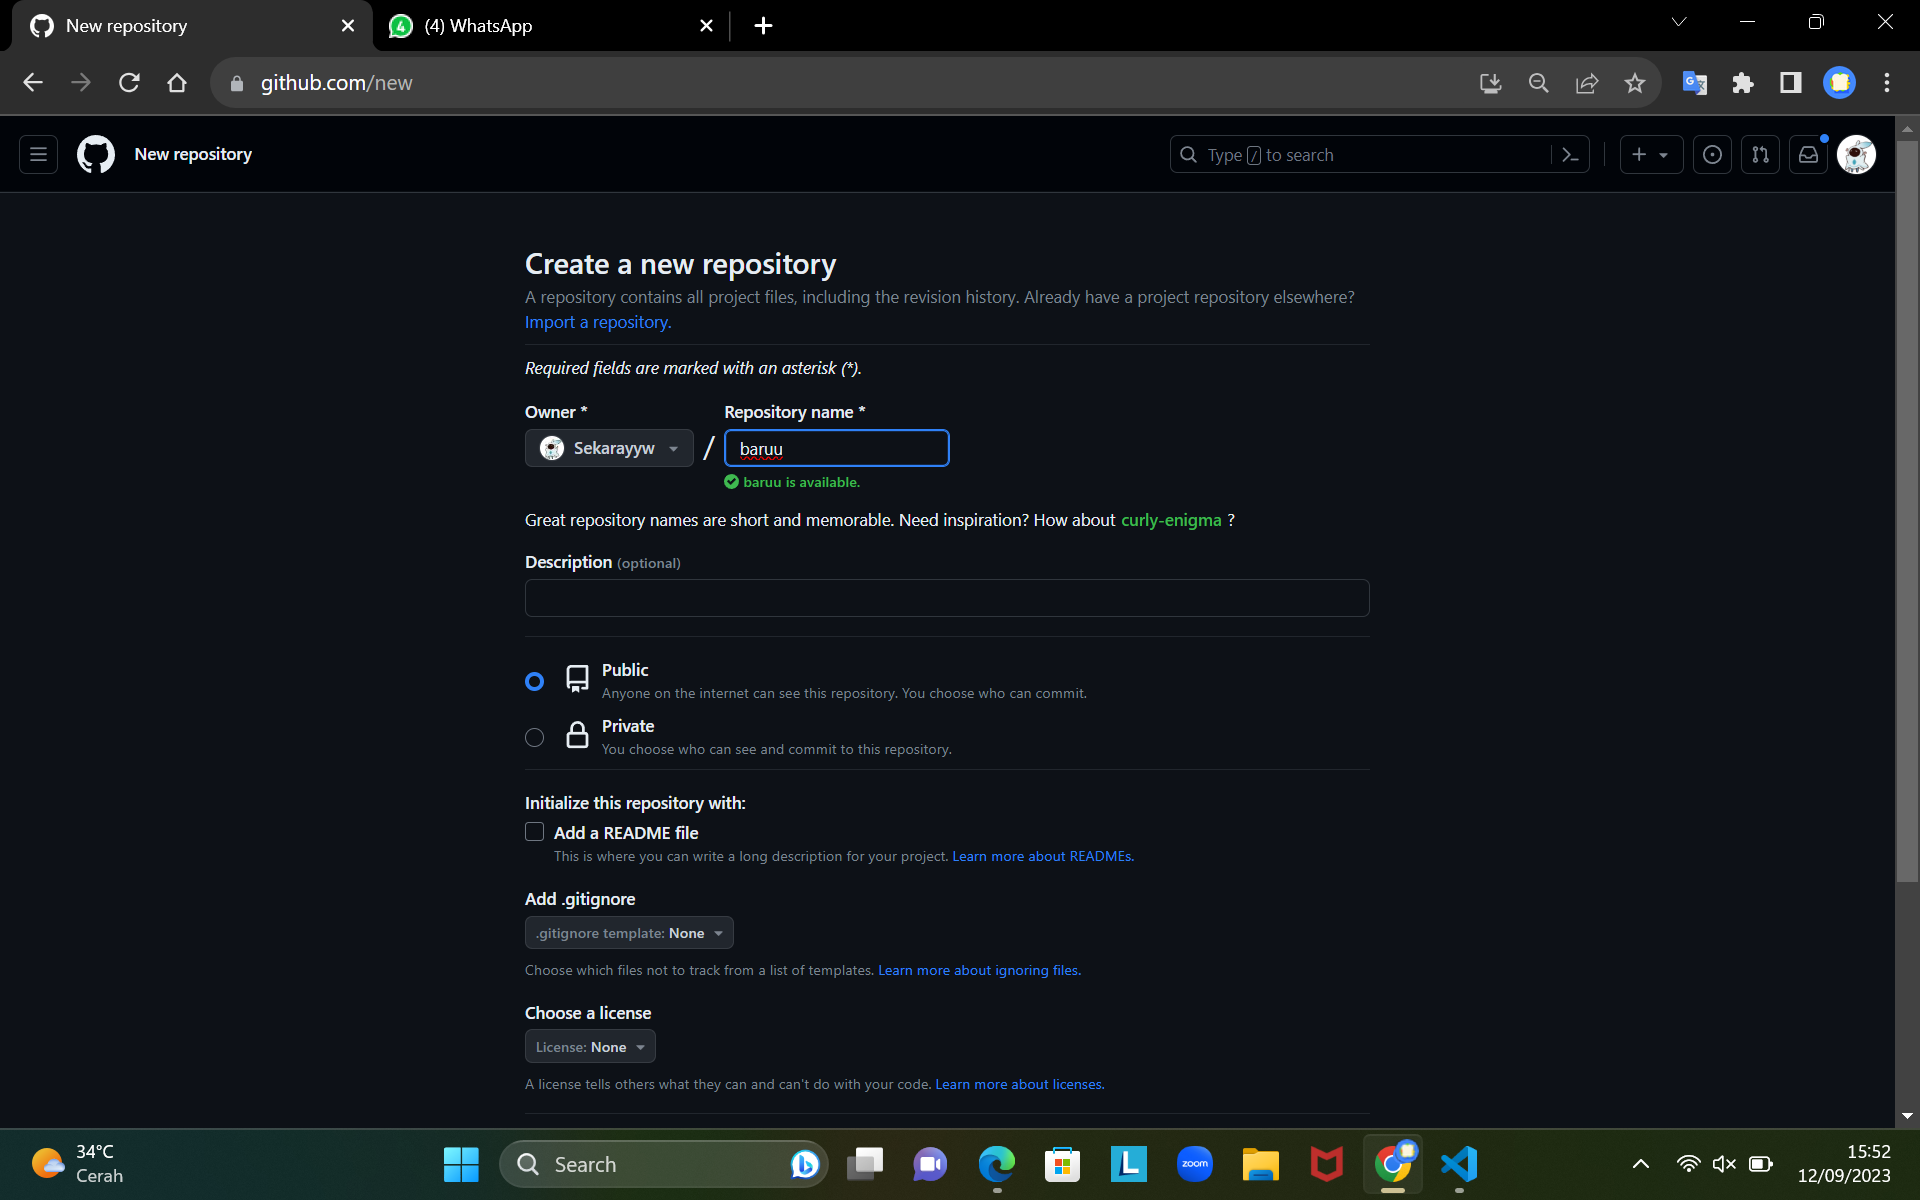 New repository
4
(4) WhatsApp
github.com/new
New repository
Type / to search
Create a new repository
A repository contains all project files, including the revision history. Already have a project repository elsewhere?
Import a repository.
Required fields are marked with an asterisk (*).
Owner *
Repository name *
Sekarayyw
/
baruu
baruu is available.
Great repository names are short and memorable. Need inspiration? How about curly-enigma ?
Description (optional)
Public
Anyone on the internet can see this repository. You choose who can commit.
Private
You choose who can see and commit to this repository.
Initialize this repository with:
Add a README file
This is where you can write a long description for your project. Learn more about READMEs.
Add .gitignore
.gitignore template: None
Choose which files not to track from a list of templates. Learn more about ignoring files.
Choose a license
License: None
A license tells others what they can and can't do with your code. Learn more about licenses.
34°C
Cerah
Search
L
zoom
15:52
12/09/2023